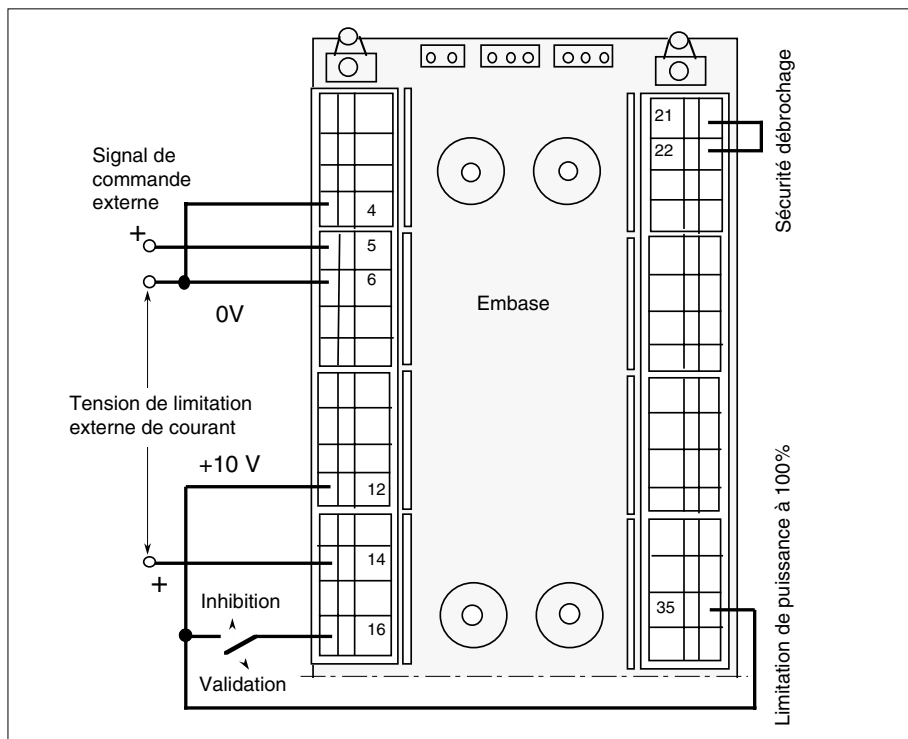 Signal de
commande
externe
+
0V
Tension de limitation
externe de courant
+10 V
+
Inhibition
Validation
4
5
6
12
14
16
Embase
21
22
35
Sécurité débrochage
Limitation de puissance à 100%